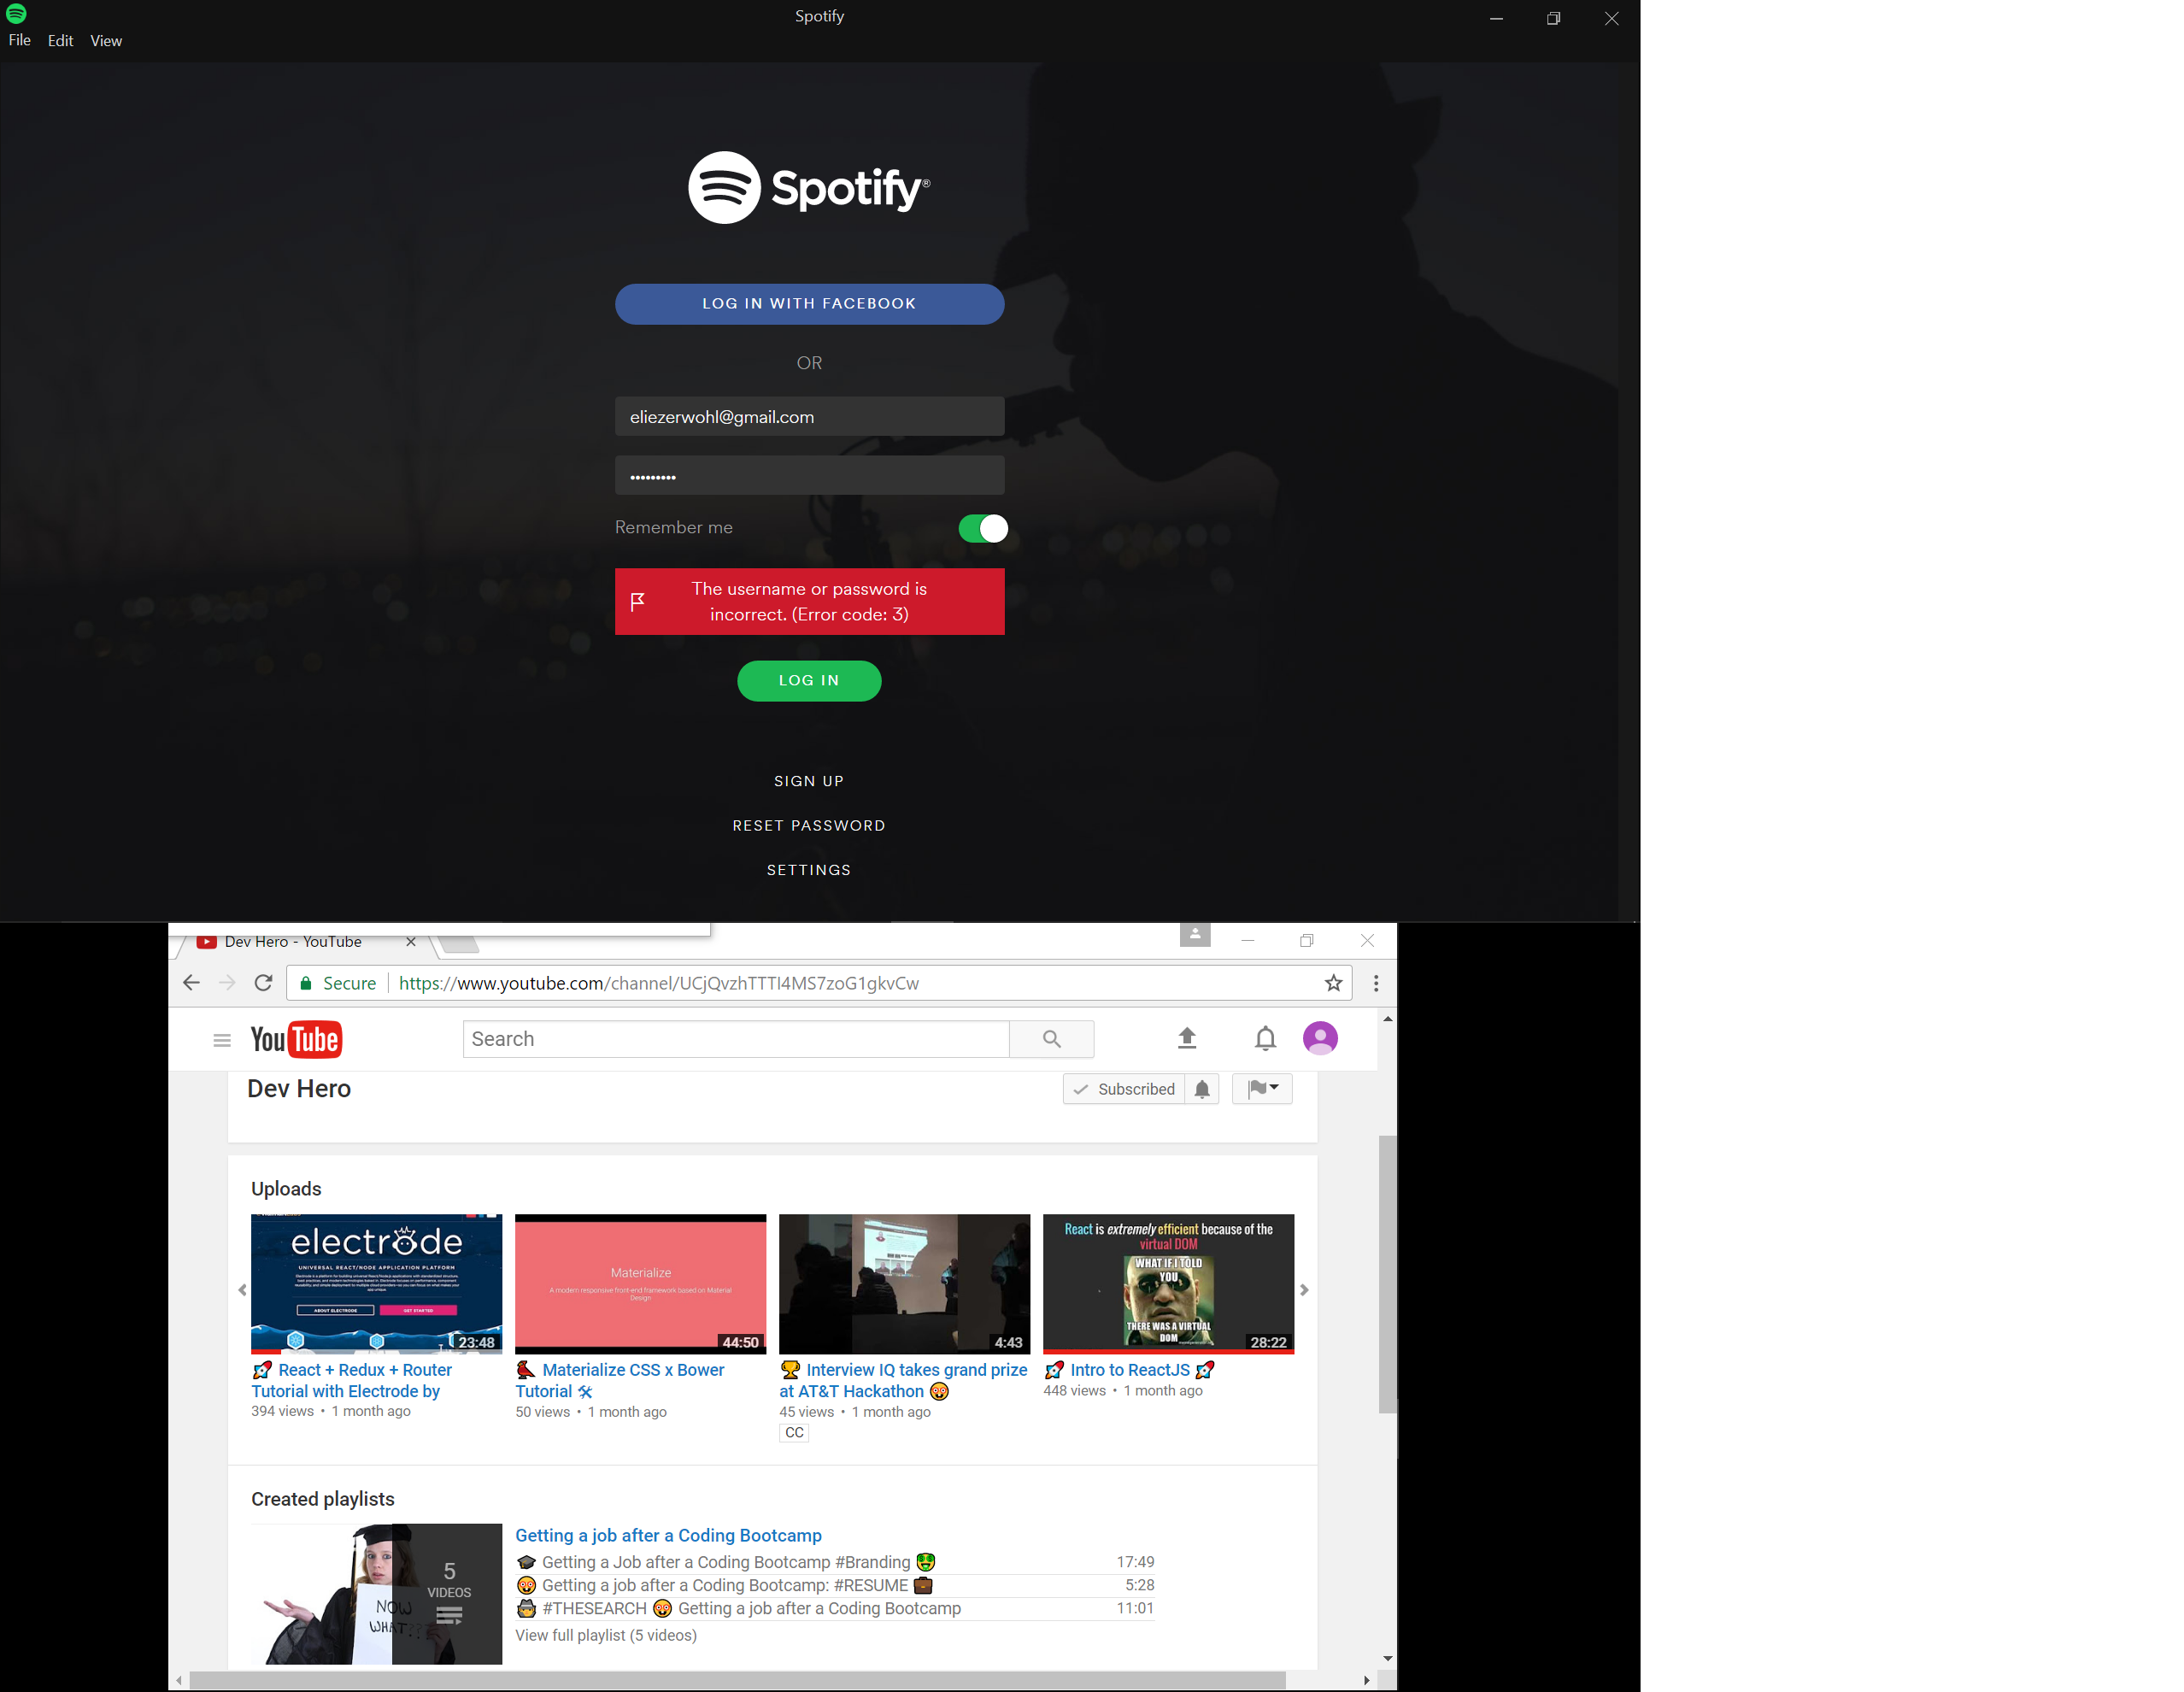 Spotify
File Edit View
Spotify®
LOG IN WITH FACEBOOK
OR
eliezerwohl@gmail.com
•••••••••
Remember me
The username or password is
incorrect. (Error code: 3)
LOG IN
SIGN UP
RESET PASSWORD
SETTINGS
Dev Hero - YouTube
Secure https://www.youtube.com/channel/UCjQvzhTTTI4MS7zoG1gkvCw
YouTube
Search
Dev Hero
Subscribed
Uploads
electrode
UNIVERSAL REACT/NODE APPLICATION PLATFORM
ABOUT ELECTRODE GET STARTED
23:48
Materialize
A modern responsive front-end framework based on Material
Design
44:50
4:43
React is extremely efficient because of the
virtual DOM
WHAT IF I TOLD
YOU
THERE WAS A VIRTUAL
DOM
28:22
🚀 React + Redux + Router
Tutorial with Electrode by
394 views • 1 month ago
Materialize CSS x Bower
Tutorial 🛠
50 views • 1 month ago
🏆 Interview IQ takes grand prize
at AT&T Hackathon
45 views • 1 month ago
CC
🚀 Intro to ReactJS 🚀
448 views • 1 month ago
Created playlists
NOW
WHAT??
5
VIDEOS
Getting a job after a Coding Bootcamp
🎓 Getting a Job after a Coding Bootcamp #Branding 🤑 17:49
Getting a job after a Coding Bootcamp: #RESUME 💼 5:28
#THESEARCH Getting a job after a Coding Bootcamp 11:01
View full playlist (5 videos)